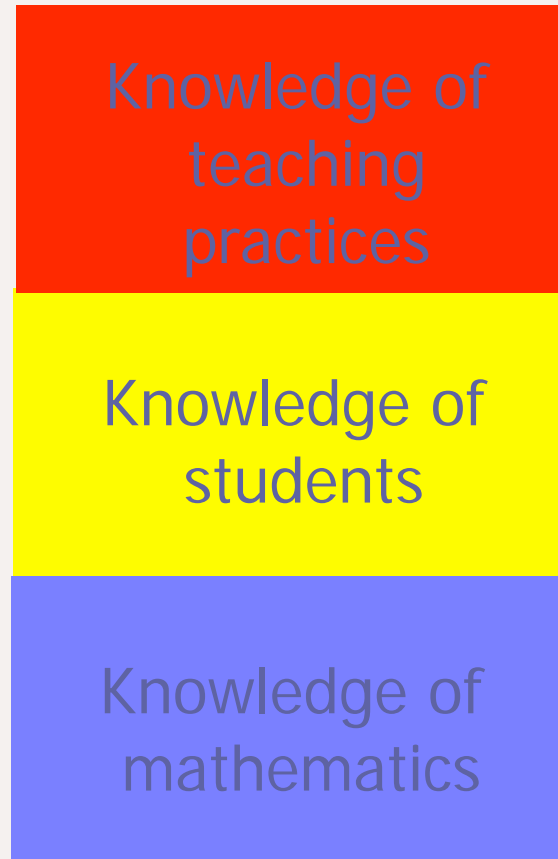 Knowledge of
teaching
practices
Knowledge of
students
Knowledge of
mathematics